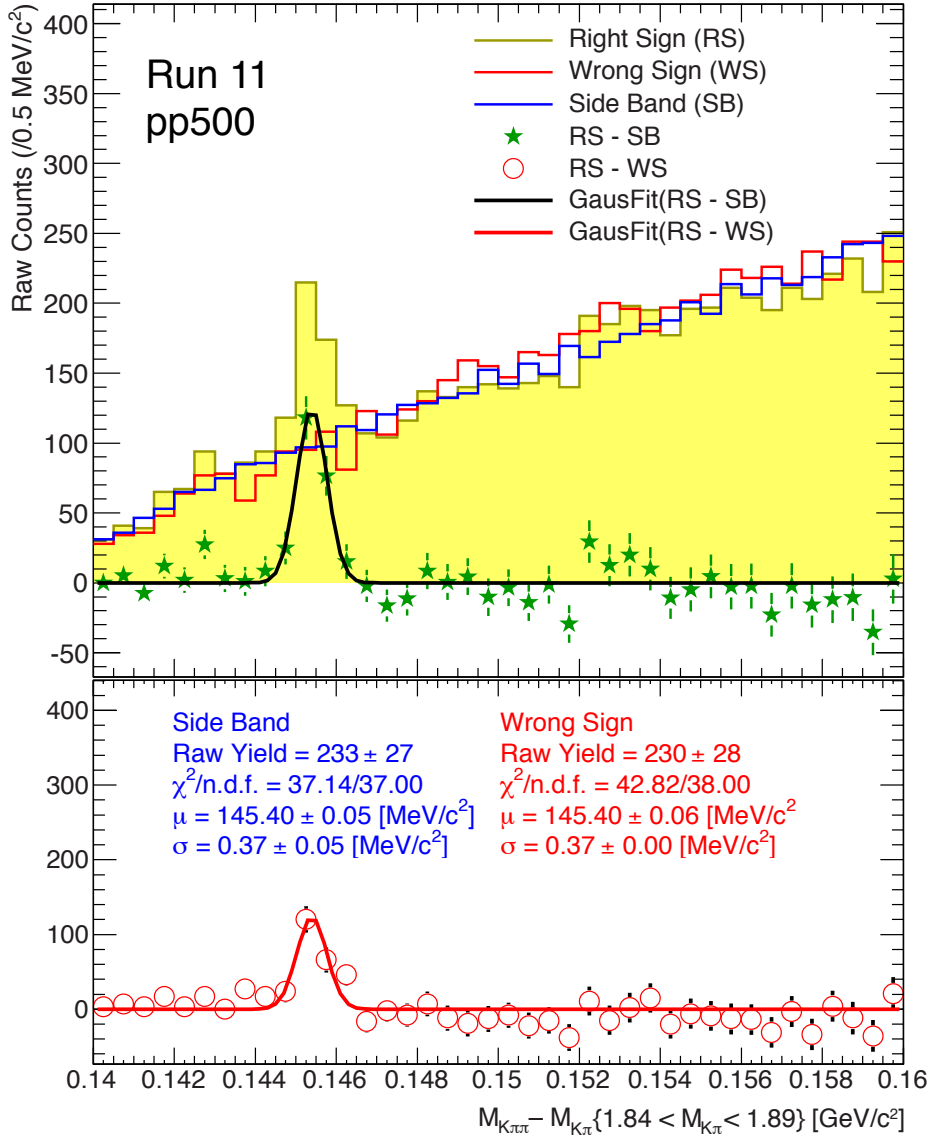 400
350
300
250
200
150
100
50
0
-50
Raw Counts (/0.5 MeV/c²)
Run 11
pp500
Right Sign (RS)
Wrong Sign (WS)
Side Band (SB)
RS - SB
RS - WS
GausFit(RS - SB)
GausFit(RS - WS)
400
300
200
100
0
Side Band
Raw Yield = 233 ± 27
χ²/n.d.f. = 37.14/37.00
μ = 145.40 ± 0.05 [MeV/c²]
σ = 0.37 ± 0.05 [MeV/c²]
Wrong Sign
Raw Yield = 230 ± 28
χ²/n.d.f. = 42.82/38.00
μ = 145.40 ± 0.06 [MeV/c²
σ = 0.37 ± 0.00 [MeV/c²]
0.14 0.142 0.144 0.146 0.148 0.15 0.152 0.154 0.156 0.158 0.16
M_{Kππ} − M_{Kπ}{1.84 < M_{Kπ} < 1.89} [GeV/c²]